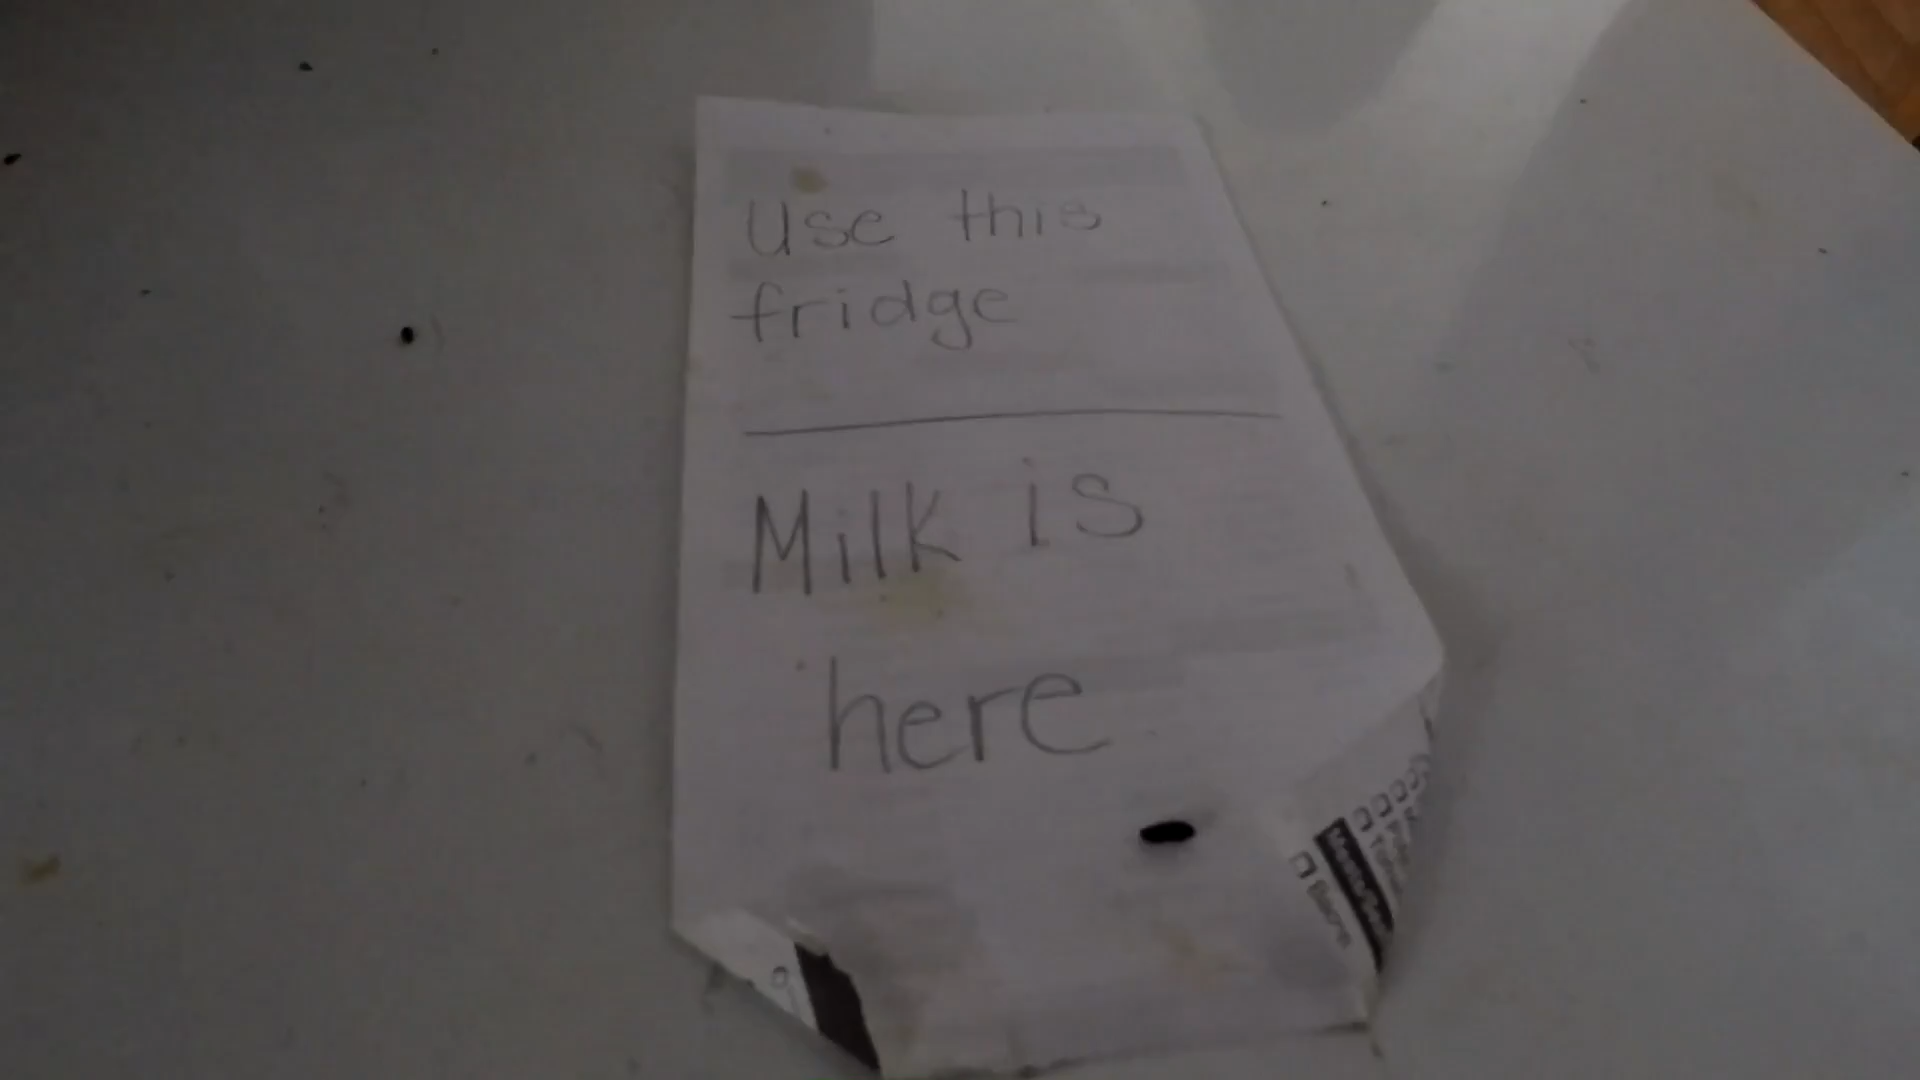 Use this
fridge
Milk is
here